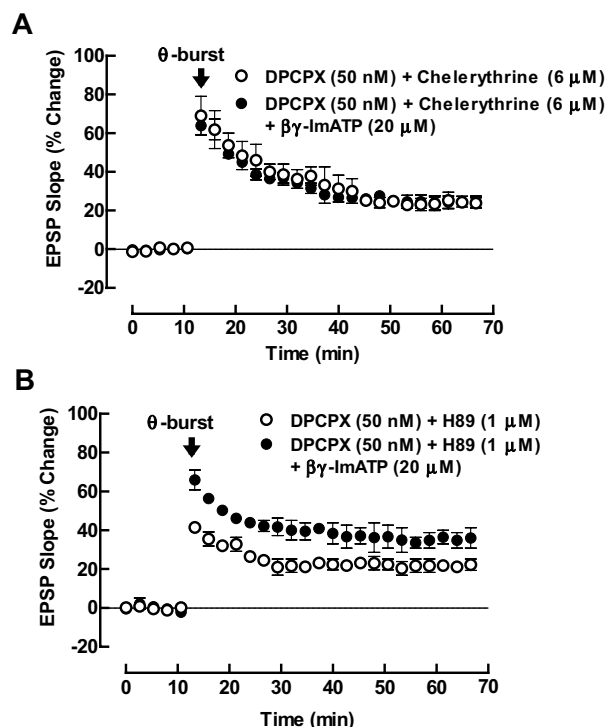 A
θ-burst
DPCPX (50 nM) + Chelerythrine (6 μM)
DPCPX (50 nM) + Chelerythrine (6 μM)
+ βγ-ImATP (20 μM)
EPSP Slope (% Change)
100
80
60
40
20
0
-20
0 10 20 30 40 50 60 70
Time (min)
B
θ-burst
DPCPX (50 nM) + H89 (1 μM)
DPCPX (50 nM) + H89 (1 μM)
+ βγ-ImATP (20 μM)
EPSP Slope (% Change)
100
80
60
40
20
0
-20
0 10 20 30 40 50 60 70
Time (min)